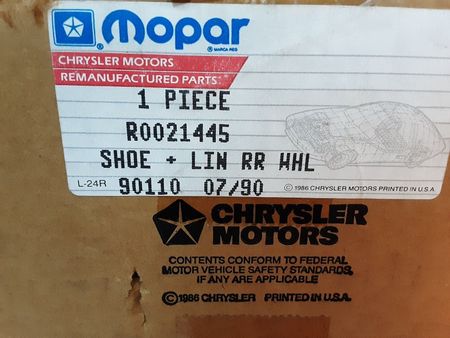 Mopar
MARCA REG
CHRYSLER MOTORS
REMANUFACTURED PARTS
1 PIECE
R0021445
SHOE + LIN RR WHL
L-24R 90110 07/90 © 1986 CHRYSLER MOTORS PRINTED IN U.S.A.
CHRYSLER
MOTORS
CONTENTS CONFORM TO FEDERAL
MOTOR VEHICLE SAFETY STANDARDS,
IF ANY ARE APPLICABLE
© 1986 CHRYSLER PRINTED IN U.S.A.